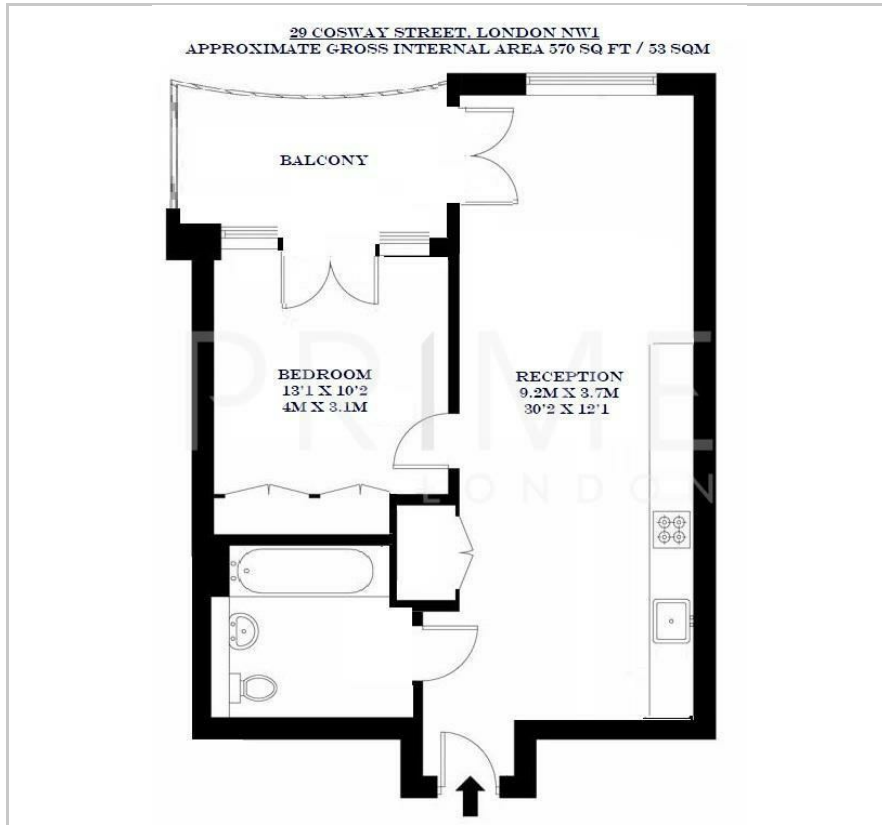 29 COSWAY STREET, LONDON NW1
APPROXIMATE GROSS INTERNAL AREA 570 SQ FT / 53 SQM
BALCONY
BEDROOM
13'1 X 10'2
4M X 3.1M
RECEPTION
9.2M X 3.7M
30'2 X 12'1
PRIME
LONDON